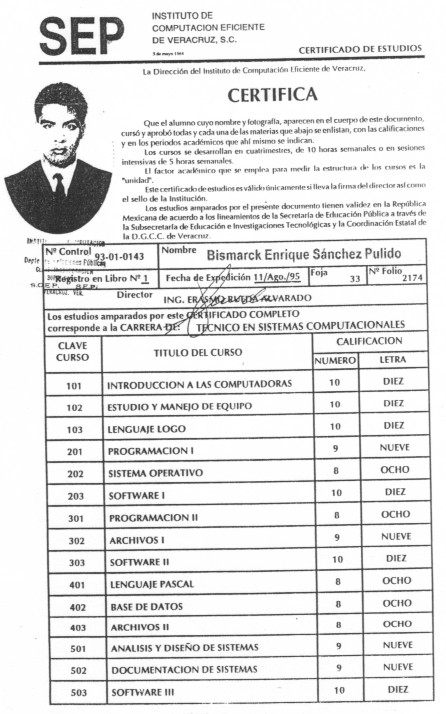 SEP
INSTITUTO DE
COMPUTACION EFICIENTE
DE VERACRUZ, S.C.
5 de mayo 1864
CERTIFICADO DE ESTUDIOS
La Dirección del Instituto de Computación Eficiente de Veracruz,
CERTIFICA
Que el alumno cuyo nombre y fotografía, aparecen en el cuerpo de este documento,
cursó y aprobó todas y cada una de las materias que abajo se enlistan, con las calificaciones
y en los periodos académicos que ahí mismo se indican.
Los cursos se desarrollan en cuatrimestres, de 10 horas semanales o en sesiones
intensivas de 5 horas semanales.
El factor académico que se emplea para medir la estructura de los cursos es la
"unidad".
Este certificado de estudios es válido únicamente si lleva la firma del director así como
el sello de la Institución.
Los estudios amparados por el presente documento tienen validez en la República
Mexicana de acuerdo a los lineamientos de la Secretaría de Educación Pública a través de
la Subsecretaría de Educación e Investigaciones Tecnológicas y la Coordinación Estatal de
la D.G.C.C. de Veracruz.
Nº Control 93-01-0143 Nombre Bismarck Enrique Sánchez Pulido
Registro en Libro Nº 1 Fecha de Expedición 11/Ago./95 Foja 33 Nº Folio 2174
VERACRUZ, VER.
Director ING. ERASMO RUEDA ALVARADO
Los estudios amparados por este CERTIFICADO COMPLETO
corresponde a la CARRERA DE: TECNICO EN SISTEMAS COMPUTACIONALES
CLAVE CURSO TITULO DEL CURSO CALIFICACION
NUMERO LETRA
101 INTRODUCCION A LAS COMPUTADORAS 10 DIEZ
102 ESTUDIO Y MANEJO DE EQUIPO 10 DIEZ
103 LENGUAJE LOGO 10 DIEZ
201 PROGRAMACION I 9 NUEVE
202 SISTEMA OPERATIVO 8 OCHO
203 SOFTWARE I 10 DIEZ
301 PROGRAMACION II 8 OCHO
302 ARCHIVOS I 9 NUEVE
303 SOFTWARE II 10 DIEZ
401 LENGUAJE PASCAL 8 OCHO
402 BASE DE DATOS 8 OCHO
403 ARCHIVOS II 8 OCHO
501 ANALISIS Y DISEÑO DE SISTEMAS 9 NUEVE
502 DOCUMENTACION DE SISTEMAS 9 NUEVE
503 SOFTWARE III 10 DIEZ